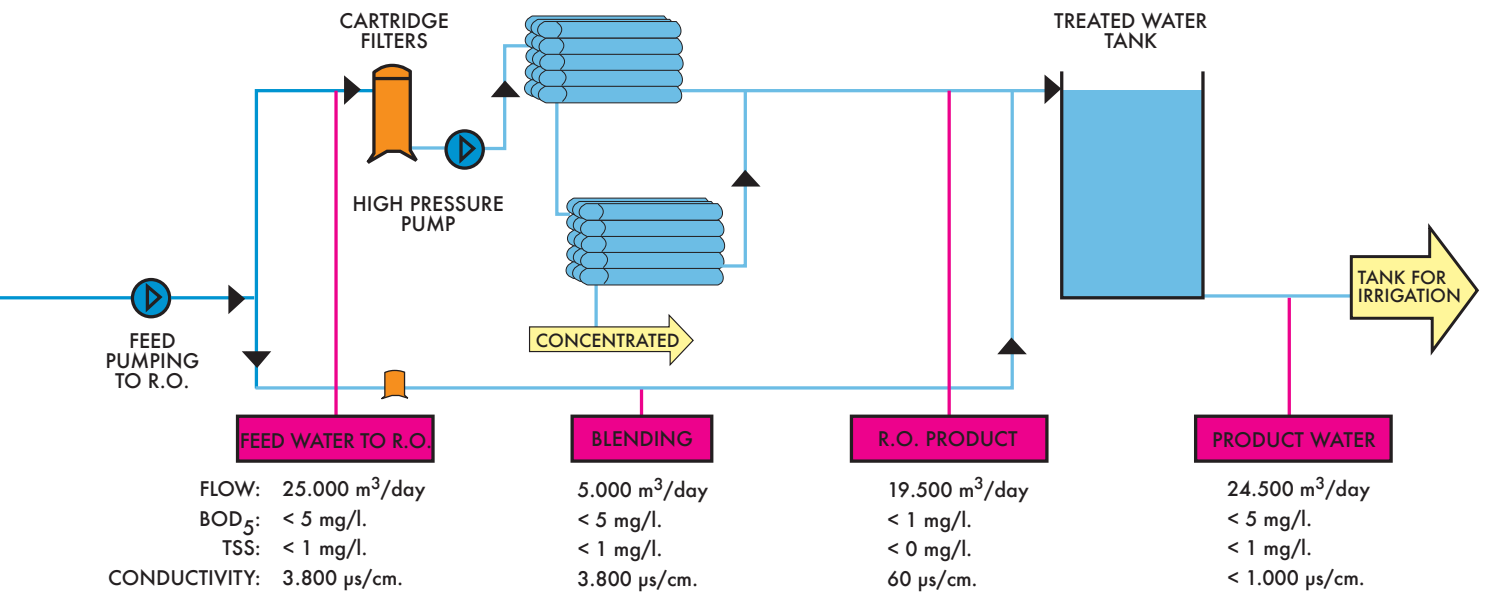 CARTRIDGE
FILTERS
TREATED WATER
TANK
HIGH PRESSURE
PUMP
TANK FOR
IRRIGATION
FEED
PUMPING
TO R.O.
CONCENTRATED
FEED WATER TO R.O.
BLENDING
R.O. PRODUCT
PRODUCT WATER
FLOW: 25.000 m³/day 5.000 m³/day 19.500 m³/day 24.500 m³/day
BOD₅: < 5 mg/l. < 5 mg/l. < 1 mg/l. < 5 mg/l.
TSS: < 1 mg/l. < 1 mg/l. < 0 mg/l. < 1 mg/l.
CONDUCTIVITY: 3.800 µs/cm. 3.800 µs/cm. 60 µs/cm. < 1.000 µs/cm.